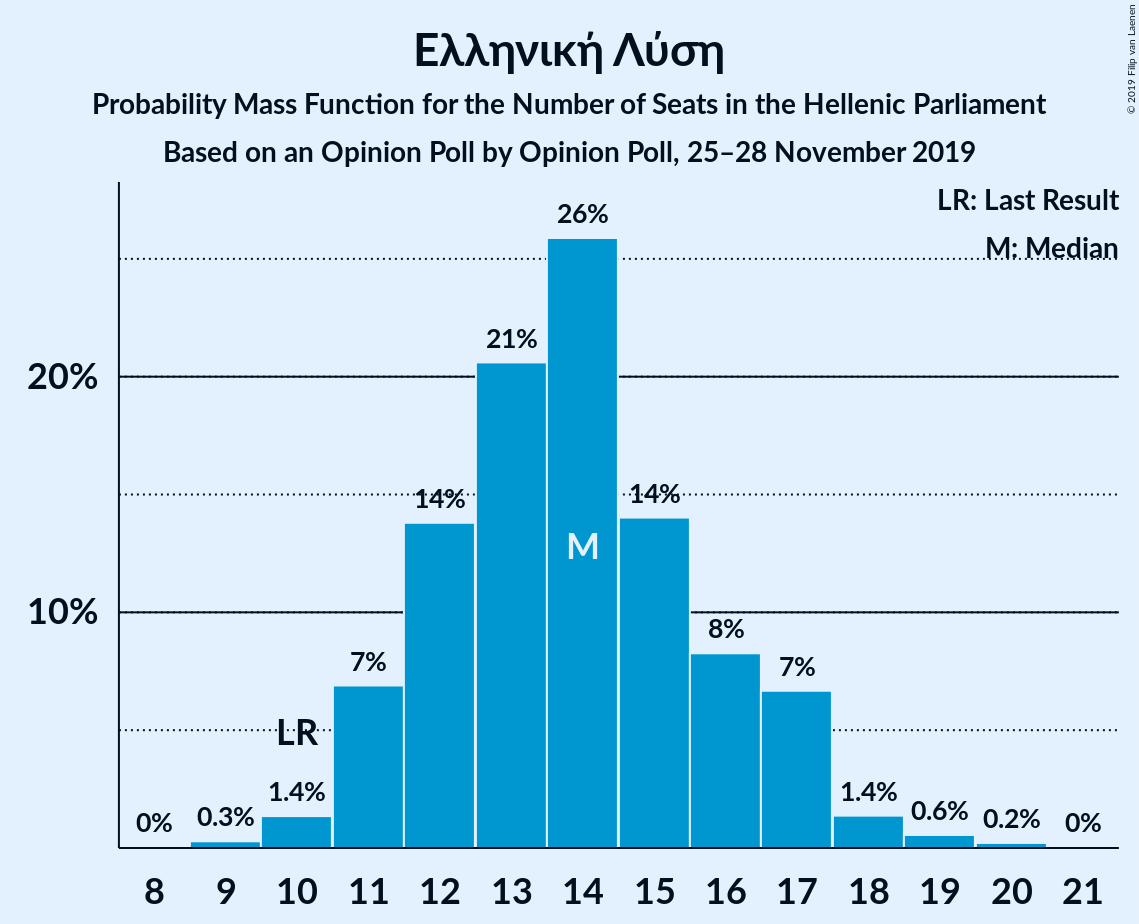 Ελληνική Λύση
Probability Mass Function for the Number of Seats in the Hellenic Parliament
Based on an Opinion Poll by Opinion Poll, 25–28 November 2019
© 2019 Filip van Laenen
LR: Last Result
M: Median
26%
21%
20%
14%
14%
M
10%
8%
7%
7%
LR
1.4%
1.4%
0%
0.3%
0.6%
0.2%
0%
8 9 10 11 12 13 14 15 16 17 18 19 20 21